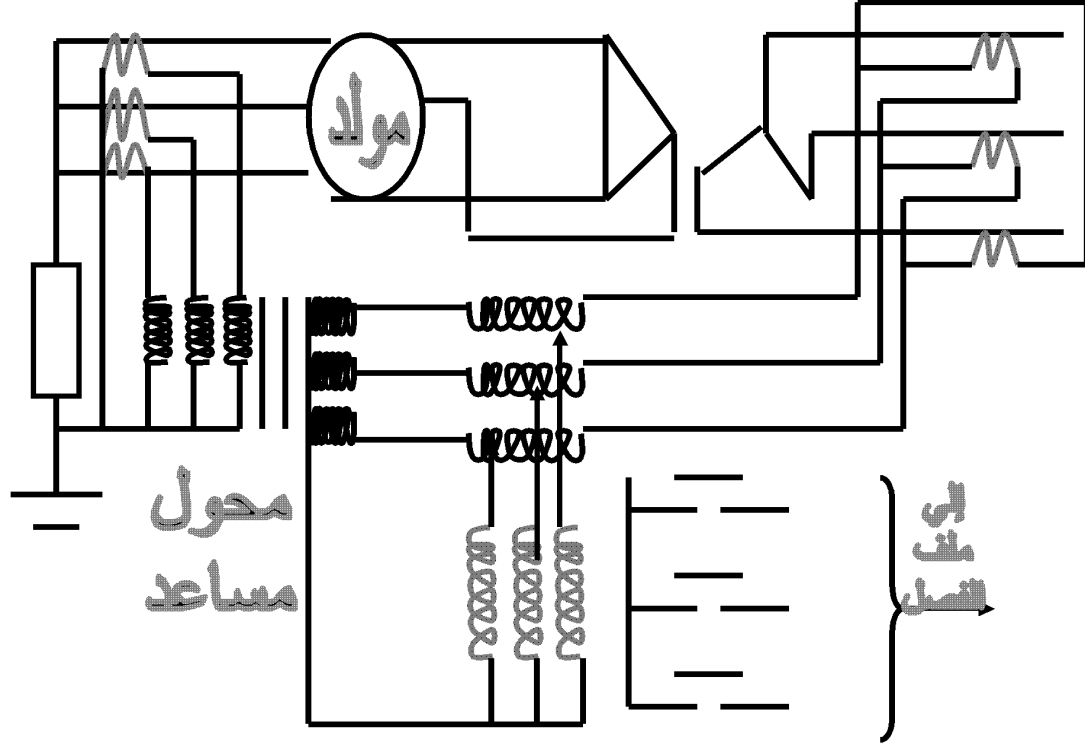 مولد
محول
مساعد
إلى
ملف
الفصل